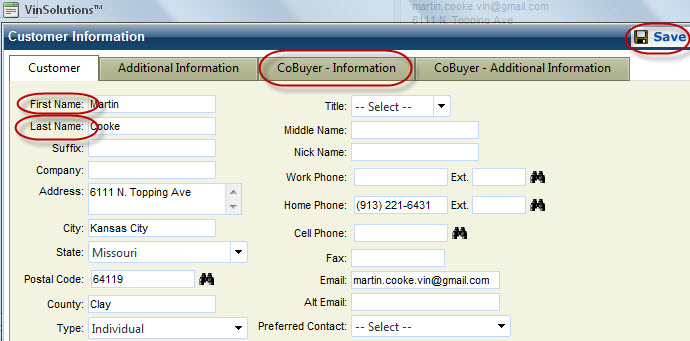 VinSolutions™
martin.cooke.vin@gmail.com
6111 N. Topping Ave
Customer Information
Save
Customer Additional Information CoBuyer - Information CoBuyer - Additional Information
First Name: Martin
Last Name: Cooke
Suffix:
Company:
Address: 6111 N. Topping Ave
City: Kansas City
State: Missouri
Postal Code: 64119
County: Clay
Type: Individual
Title: -- Select --
Middle Name:
Nick Name:
Work Phone: Ext.
Home Phone: (913) 221-6431 Ext.
Cell Phone:
Fax:
Email: martin.cooke.vin@gmail.com
Alt Email:
Preferred Contact: -- Select --